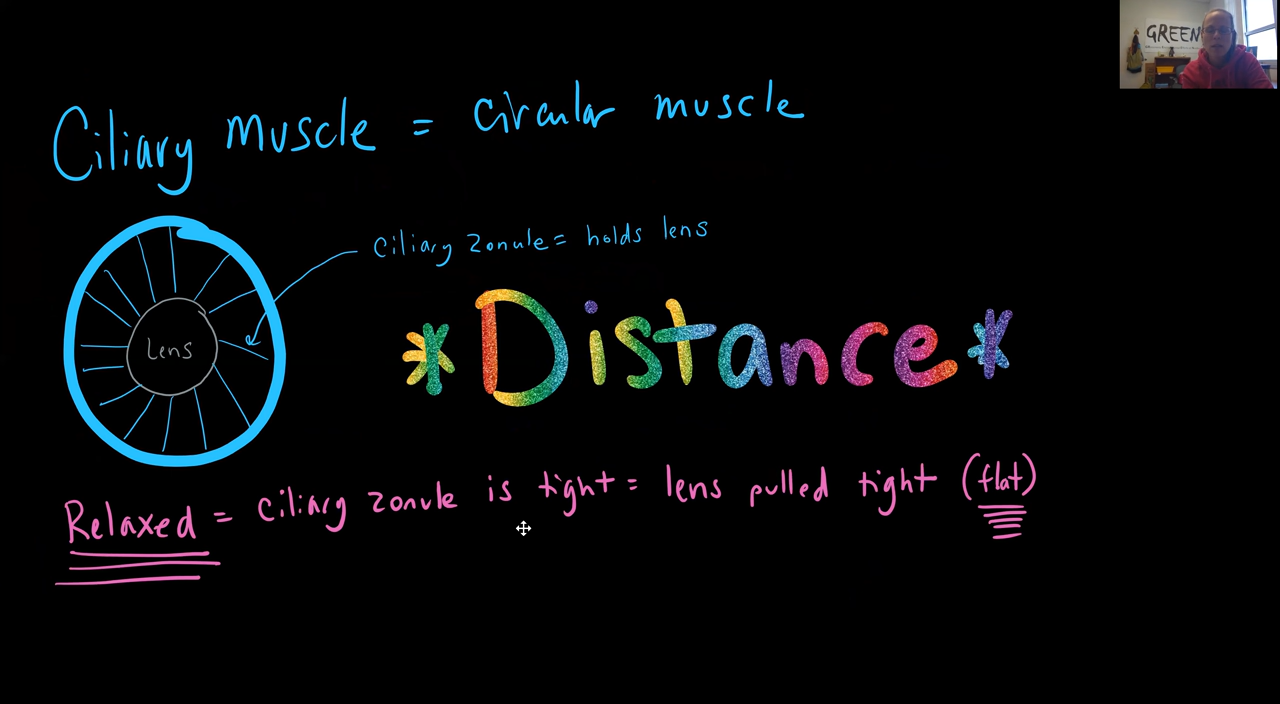 GREEN
Ciliary muscle = circular muscle
ciliary zonule = holds lens
Lens
*Distance*
Relaxed = ciliary zonule is tight = lens pulled tight (flat)